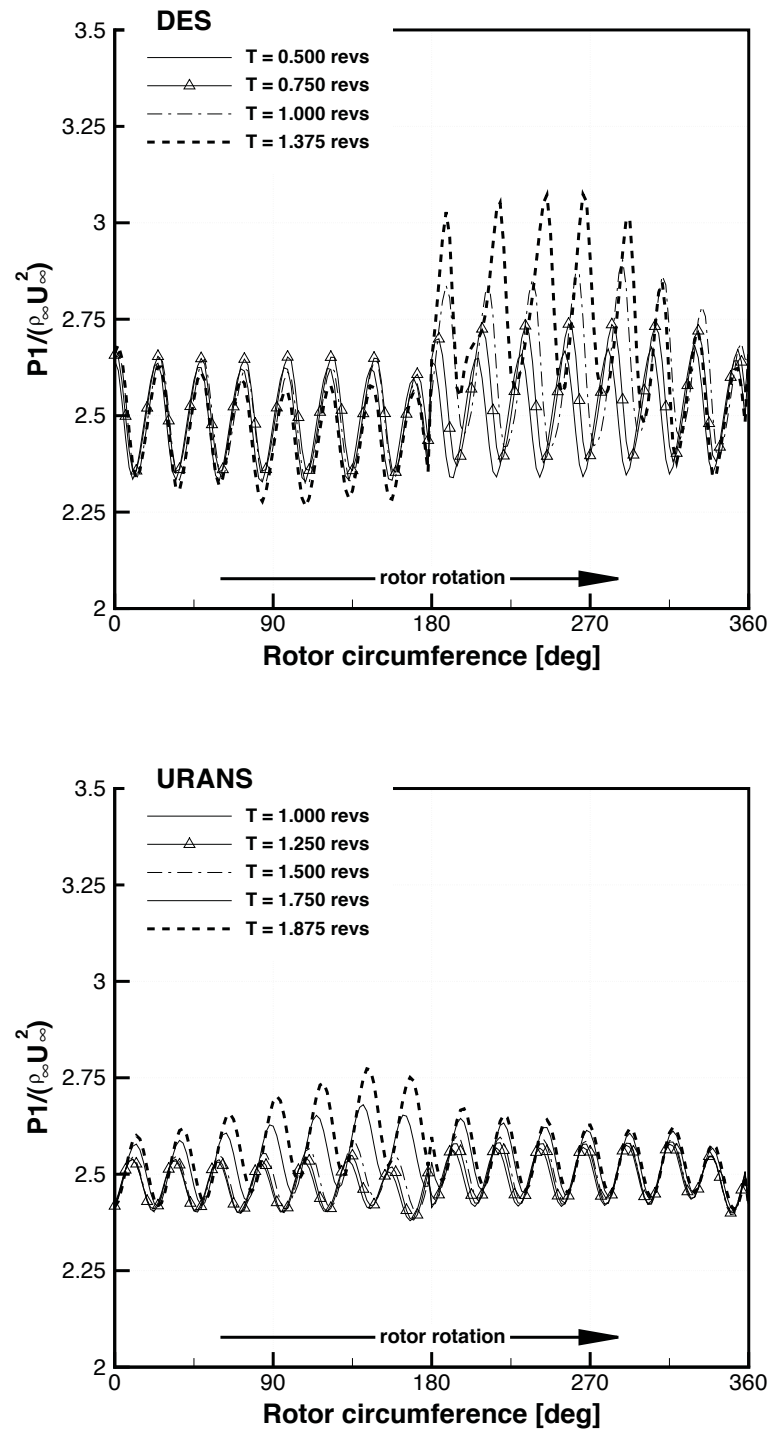 DES
T = 0.500 revs
T = 0.750 revs
T = 1.000 revs
T = 1.375 revs
3.5
3.25
3
2.75
2.5
2.25
2
P1/(ρ∞U²∞)
rotor rotation
0 90 180 270 360
Rotor circumference [deg]
URANS
T = 1.000 revs
T = 1.250 revs
T = 1.500 revs
T = 1.750 revs
T = 1.875 revs
3.5
3.25
3
2.75
2.5
2.25
2
P1/(ρ∞U²∞)
rotor rotation
0 90 180 270 360
Rotor circumference [deg]